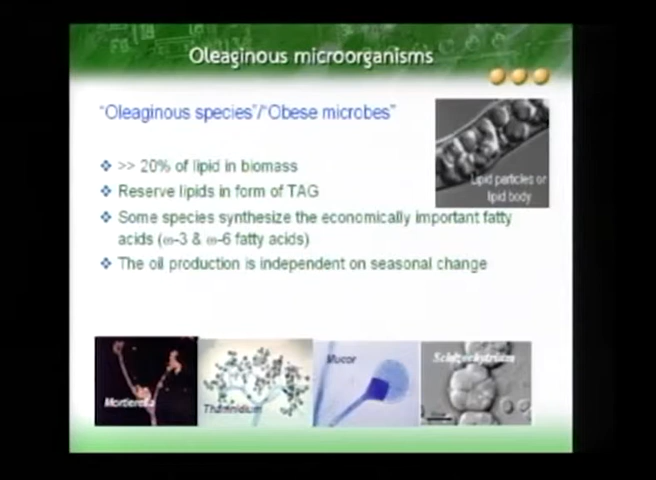 Oleaginous microorganisms
"Oleaginous species"/"Obese microbes"
>> 20% of lipid in biomass
Reserve lipids in form of TAG
Some species synthesize the economically important fatty
acids (ω-3 & ω-6 fatty acids)
The oil production is independent on seasonal change
Lipid particles or
lipid body
Mortierella
Thamnidium
Mucor
Schizochytrium